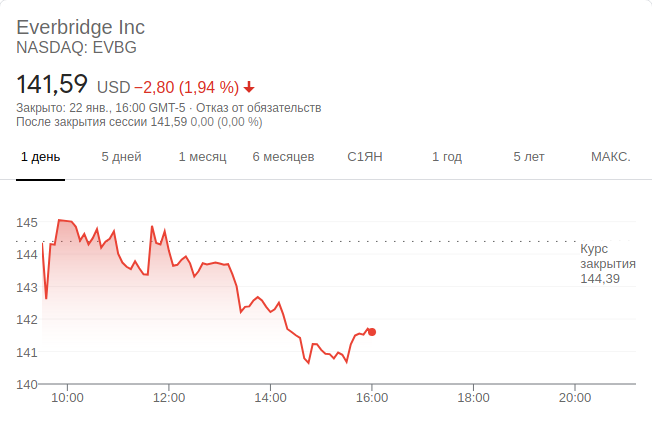 Everbridge Inc
NASDAQ: EVBG
141,59 USD −2,80 (1,94 %)
Закрыто: 22 янв., 16:00 GMT-5 · Отказ от обязательств
После закрытия сессии 141,59 0,00 (0,00 %)
1 день 5 дней 1 месяц 6 месяцев С1ЯН 1 год 5 лет МАКС.
145
144
143
142
141
140
Курс
закрытия
144,39
10:00 12:00 14:00 16:00 18:00 20:00